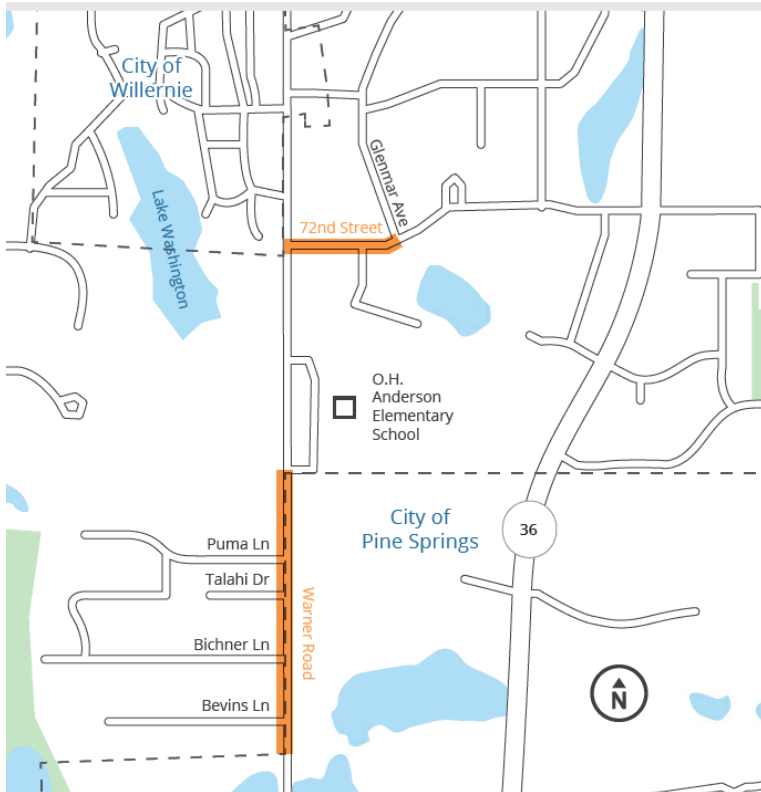 City of
Willernie
Glenmar Ave
Lake Washington
72nd Street
O.H.
Anderson
Elementary
School
City of
Pine Springs
36
Puma Ln
Talahi Dr
Warner Road
Bichner Ln
N
Bevins Ln